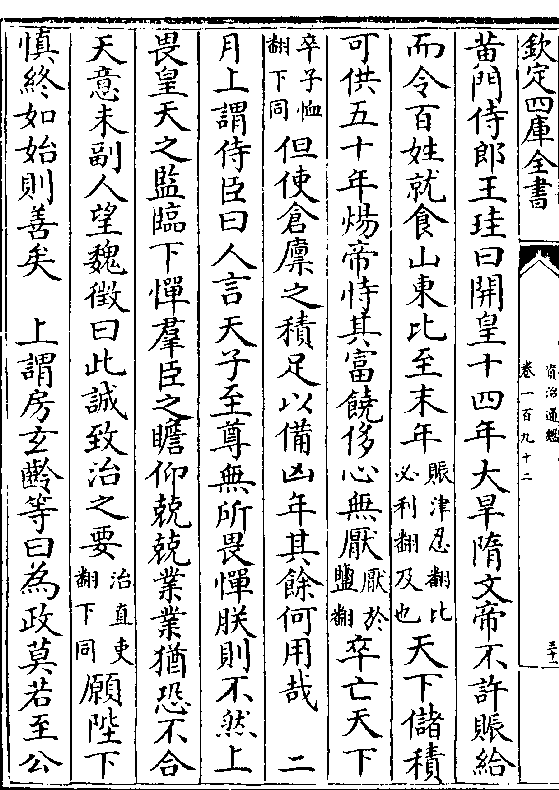 欽定四庫全書
資治通鑑
卷一百九十二
黄門侍郎王珪曰開皇十四年大旱隋文帝不許賑給
而令百姓就食山東比至末年賑津忍翻比必利翻及也天下儲積
可供五十年煬帝恃其富饒侈心無厭厭於鹽翻卒亡天下
卒子恤翻下同但使倉廪之積足以備凶年其餘何用哉　二
月上謂侍臣曰人言天子至尊無所畏憚朕則不然上
畏皇天之監臨下憚羣臣之瞻仰兢兢業業猶恐不合
天意未副人望魏徵曰此誠致治之要治直吏翻下同願陛下
慎終如始則善矣　上謂房玄齡等曰為政莫若至公